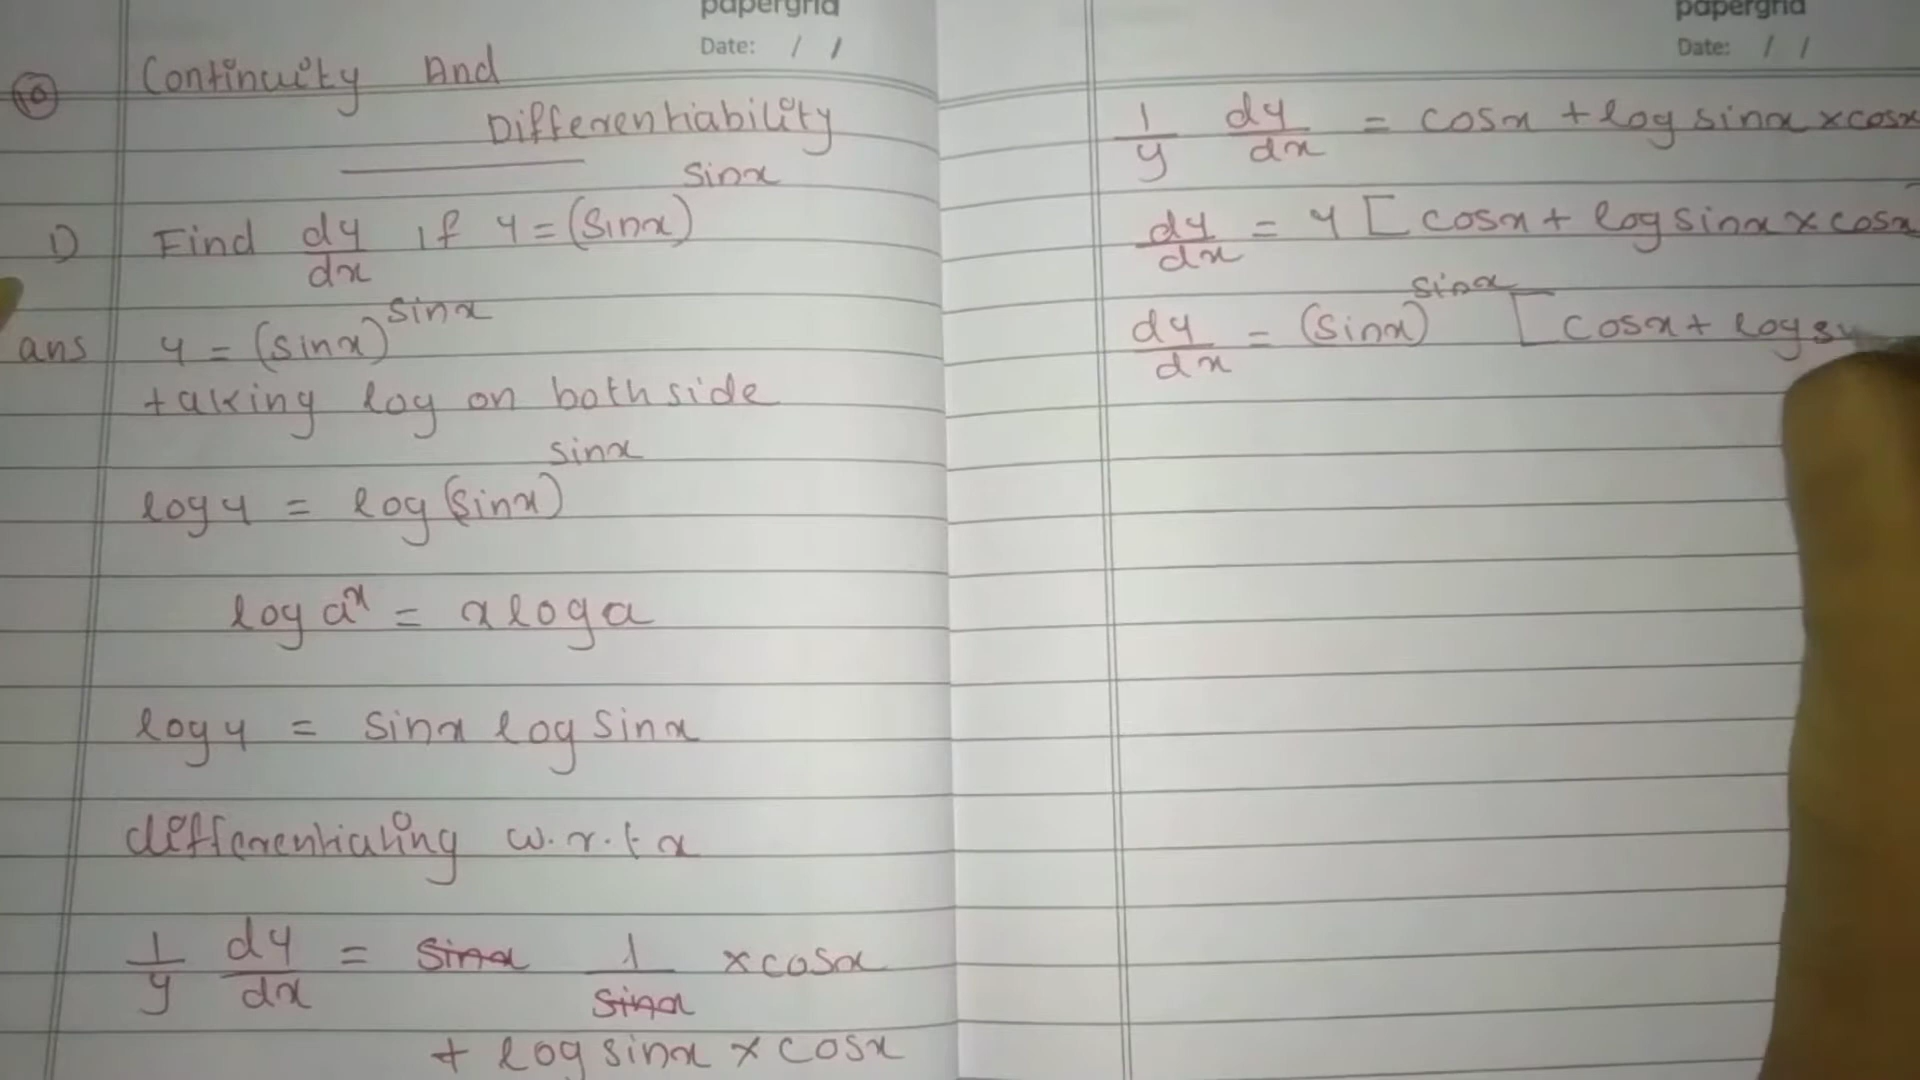 papergrid
Date: / /
10 Continuity And
Differentiability
1) Find dy/dx if y = (sinx)^sinx
ans y = (sinx)^sinx
taking log on both side
log y = log (sinx)^sinx
log a^x = x log a
log y = sinx log sinx
differentiating w.r.t x
1/y dy/dx = sinx 1/sinx x cosx
+ log sinx x cosx
papergrid
Date: / /
1/y dy/dx = cosx + log sinx x cosx
dy/dx = y [ cosx + log sinx x cosx
dy/dx = (sinx)^sinx [ cosx + log